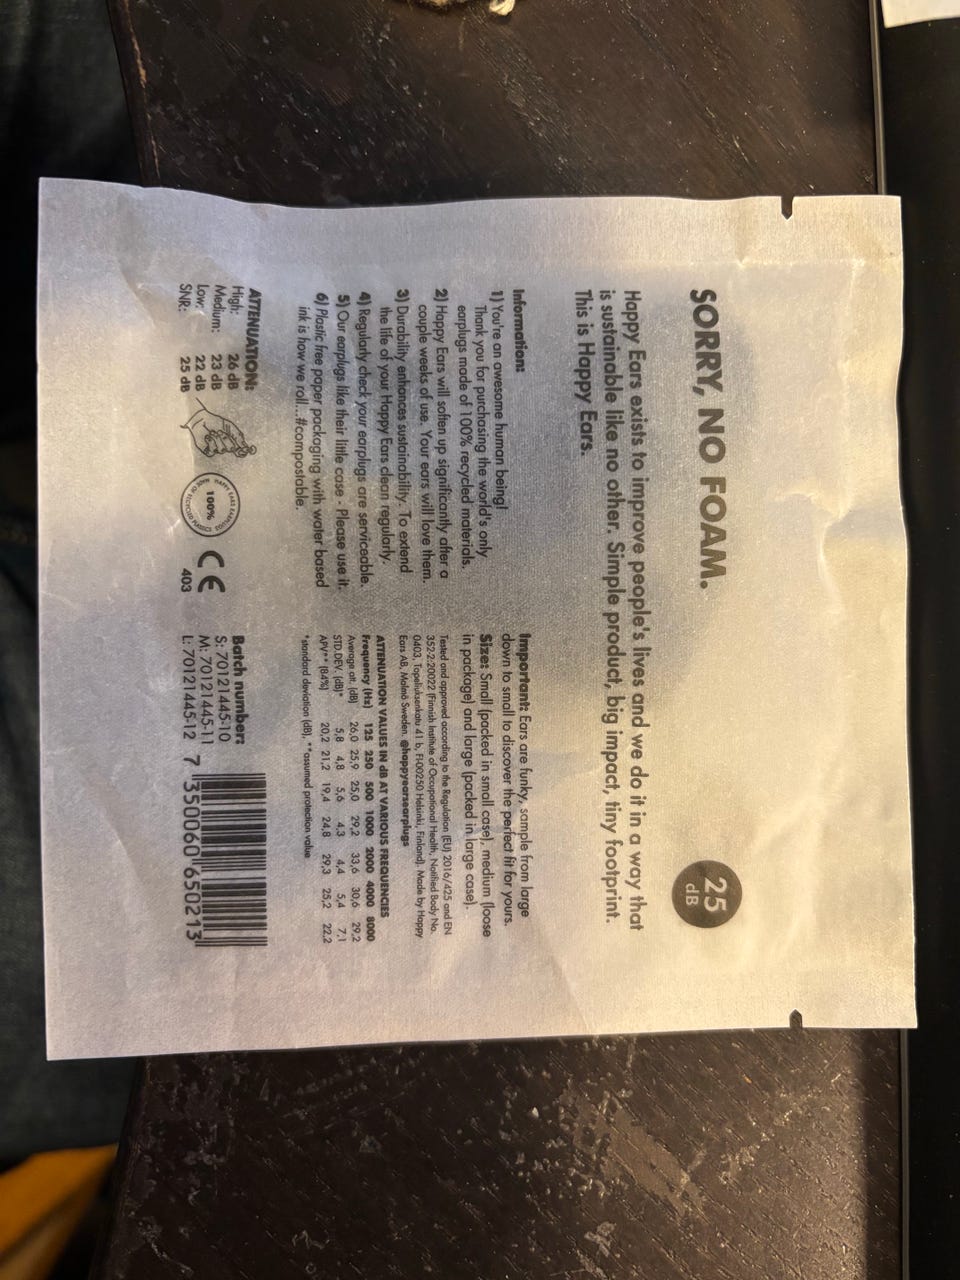 SORRY, NO FOAM.
25
dB
Happy Ears exists to improve people's lives and we do it in a way that
is sustainable like no other. Simple product, big impact, tiny footprint.
This is Happy Ears.
Information:
1) You're an awesome human being!
Thank you for purchasing the world's only
earplugs made of 100% recycled materials.
2) Happy Ears will soften up significantly after a
couple weeks of use. Your ears will love them.
3) Durability enhances sustainability. To extend
the life of your Happy Ears clean regularly.
4) Regularly check your earplugs are serviceable.
5) Our earplugs like their little case - Please use it.
6) Plastic free paper packaging with water based
ink is how we roll...#compostable.
Important: Ears are funky, sample from large
down to small to discover the perfect fit for yours.
Size: Small (packed in small case), medium (loose
in package) and large (packed in large case).
Tested and approved according to the Regulation (EU) 2016/425 and EN
352-2:20022 (Finnish Institute of Occupational Health, Notified Body No.
0403, Topeliuksenkatu 41 b, FI-00250 Helsinki, Finland). Made by Happy
Ears AB, Malmö Sweden. @happyearsearplugs
ATTENUATION VALUES IN dB AT VARIOUS FREQUENCIES
Frequency (Hz) 125 250 500 1000 2000 4000 8000
Average att. (dB) 26,0 25,9 25,0 29,2 33,6 30,6 29,2
STD.DEV. (dB)* 5,8 4,8 5,6 4,3 4,4 5,4 7,1
APV** (84%) 20,2 21,2 19,4 24,8 29,3 25,2 22,2
*standard deviation (dB), **assumed protection value
ATTENUATION:
High: 26 dB
Medium: 23 dB
Low: 22 dB
SNR: 25 dB
HAPPY EARS EARPLUGS
100%
MADE OF RECYCLED PLASTICS
CE
403
Batch number:
S: 70121445-10
M: 70121445-11
L: 70121445-12
7 350060 650213